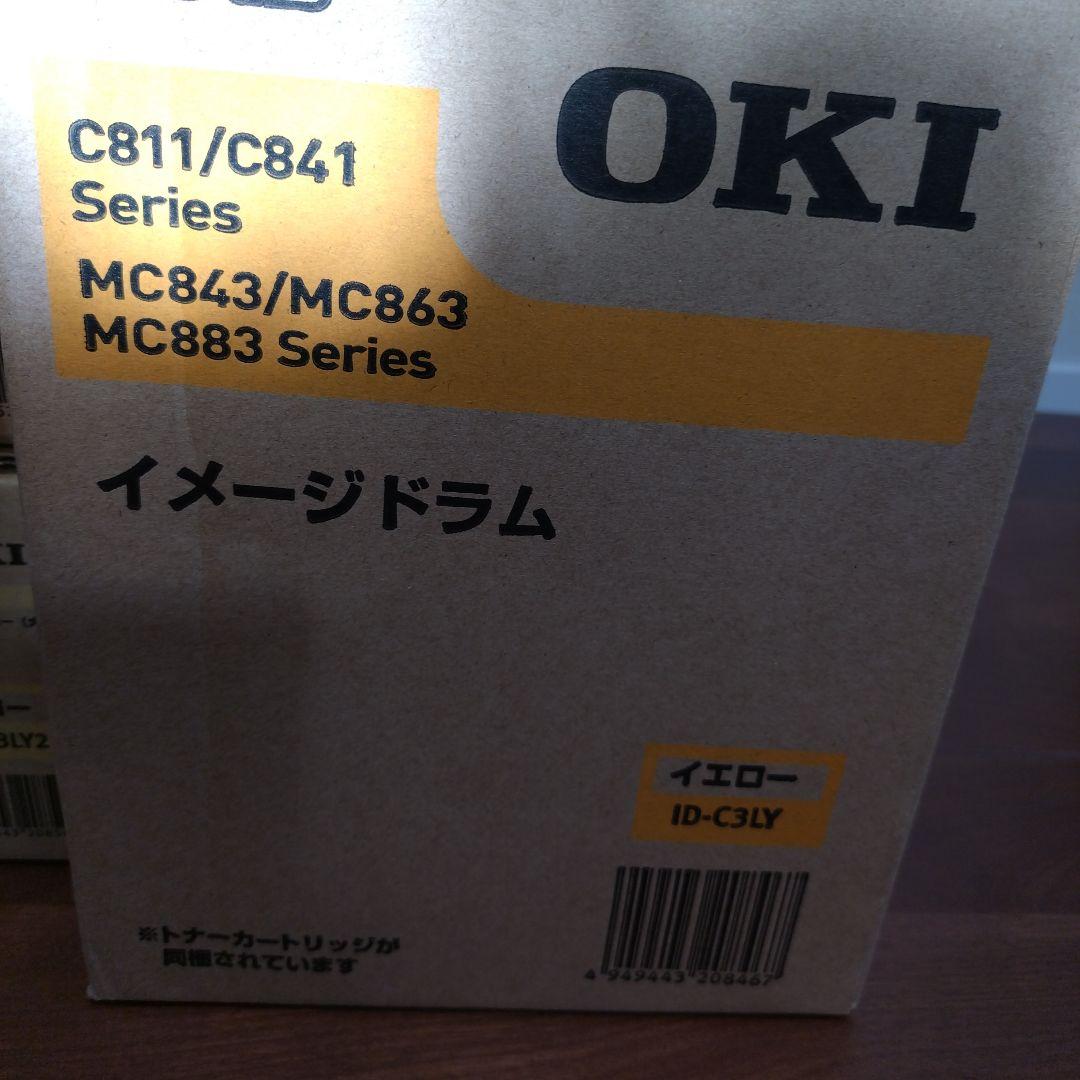 OKI
C811/C841
Series
MC843/MC863
MC883 Series
イメージドラム
イエロー
ID-C3LY
4 949443 208467
※トナーカートリッジが
同梱されています
3LY2